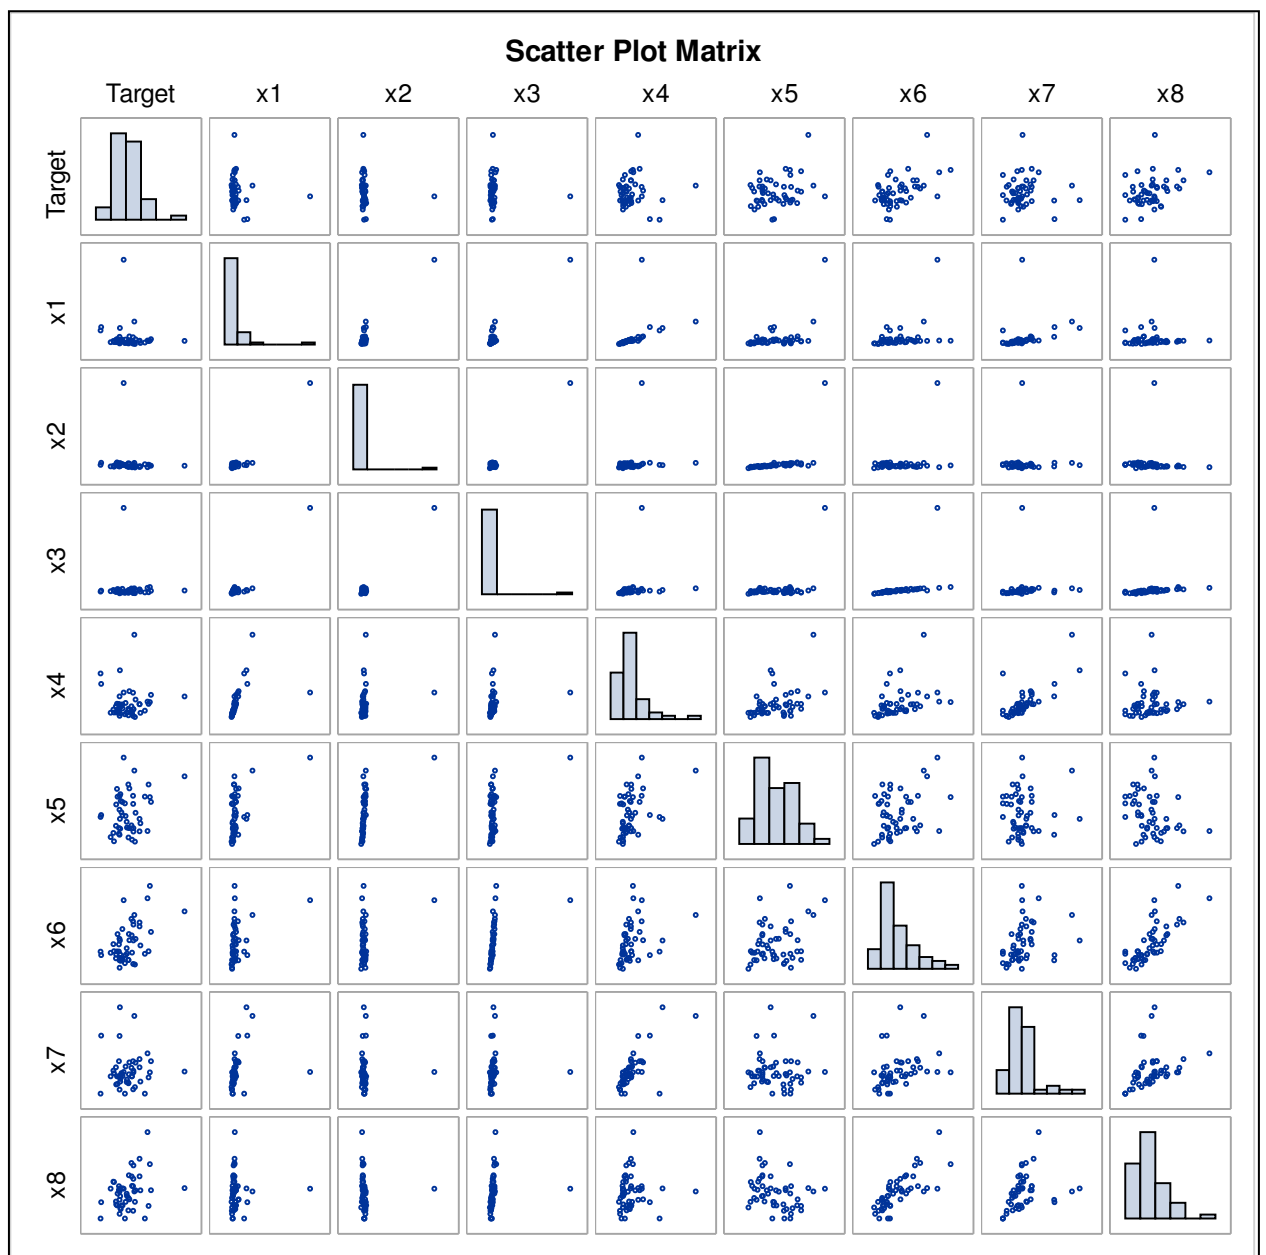 Scatter Plot Matrix
Target x1 x2 x3 x4 x5 x6 x7 x8
Target
x1
x2
x3
x4
x5
x6
x7
x8